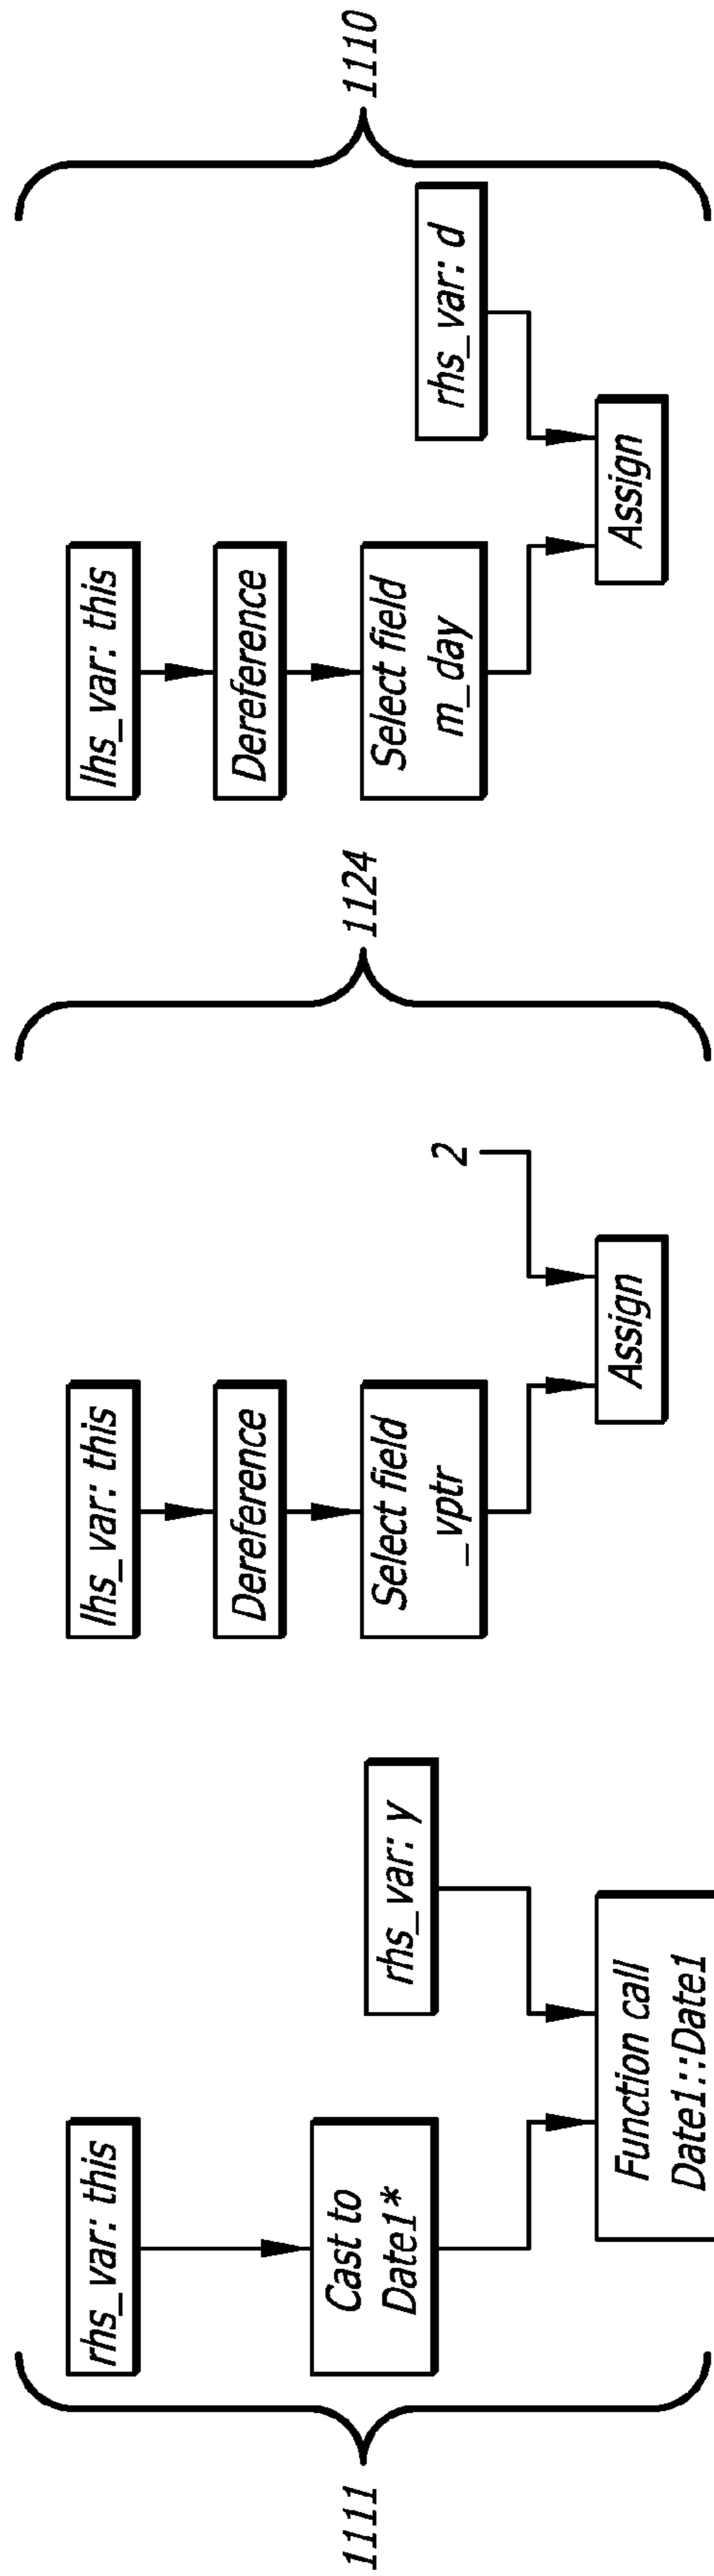 1111
rhs_var: this
Cast to
Date1*
rhs_var: y
Function call
Date1::Date1
lhs_var: this
Dereference
Select field
_vptr
2
Assign
1124
lhs_var: this
Dereference
Select field
m_day
rhs_var: d
Assign
1110